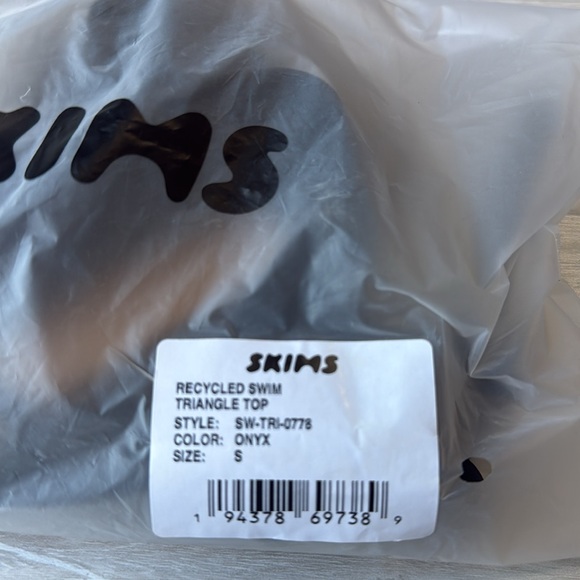 SKIMS
SKIMS
RECYCLED SWIM
TRIANGLE TOP
STYLE: SW-TRI-0778
COLOR: ONYX
SIZE: S
1 94378 69738 9